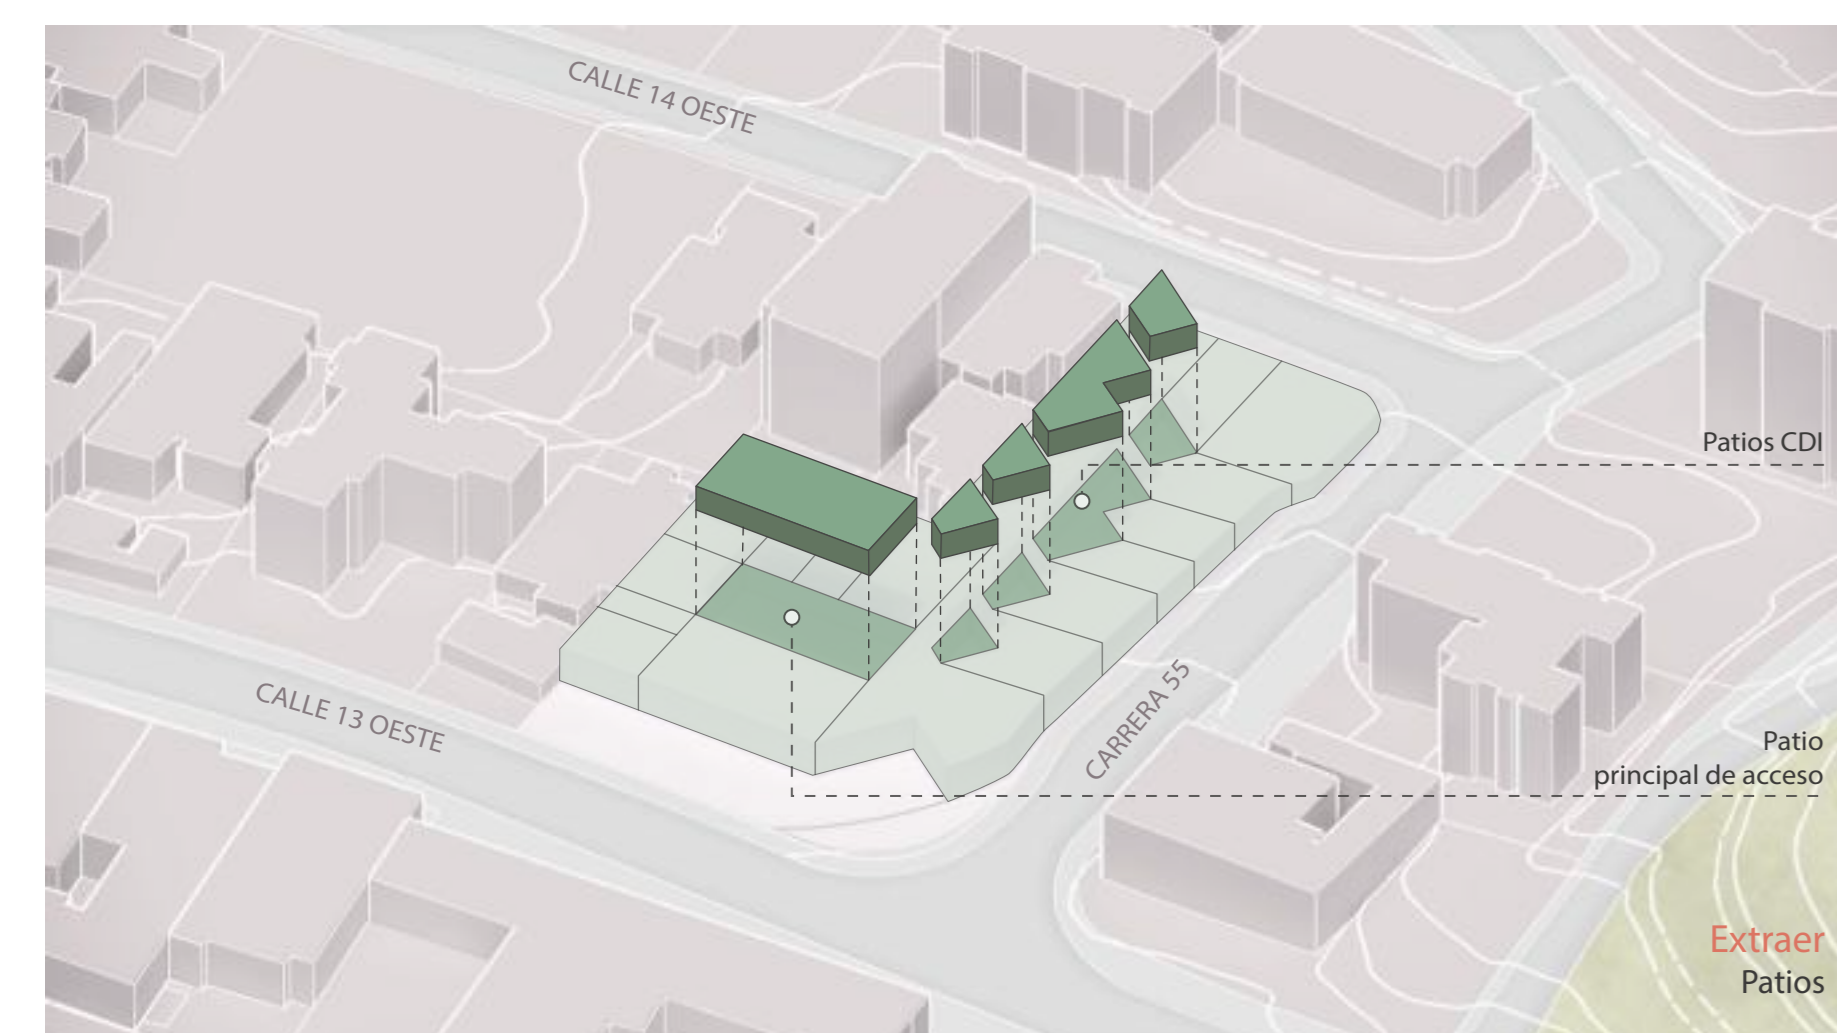 CALLE 14 OESTE
Patios CDI
CALLE 13 OESTE
CARRERA 55
Patio
principal de acceso
Extraer
Patios